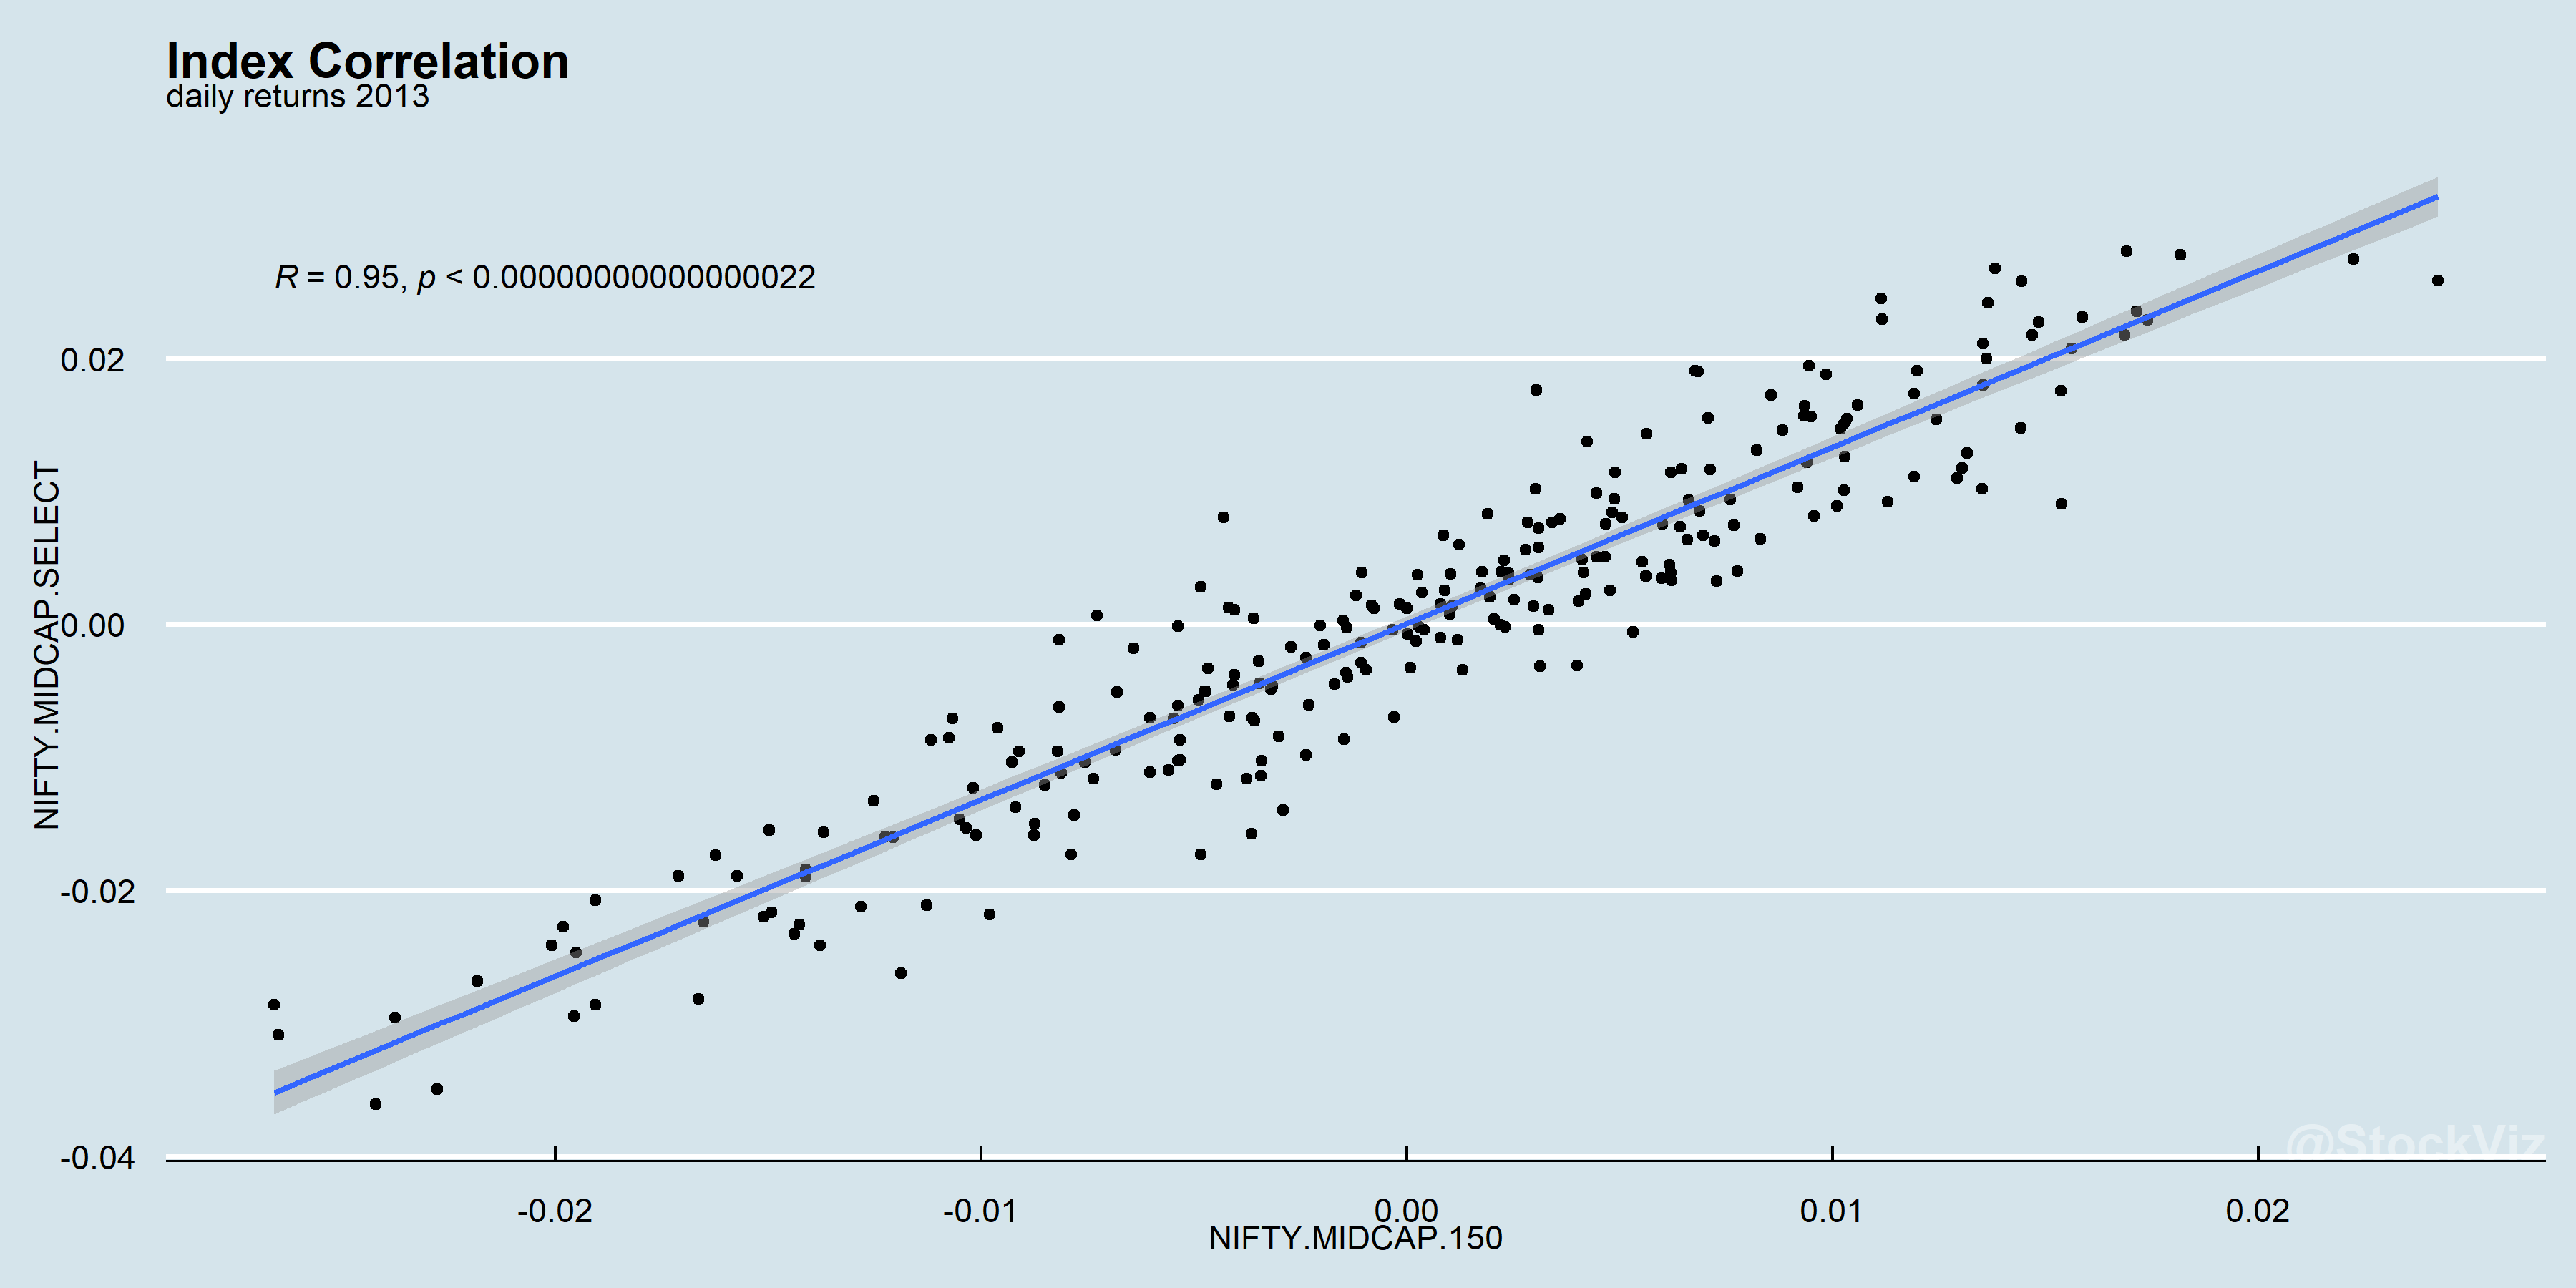 Index Correlation
daily returns 2013
R = 0.95, p < 0.00000000000000022
0.02
0.00
-0.02
-0.04
NIFTY.MIDCAP.SELECT
@StockViz
-0.02
-0.01
0.00
0.01
0.02
NIFTY.MIDCAP.150